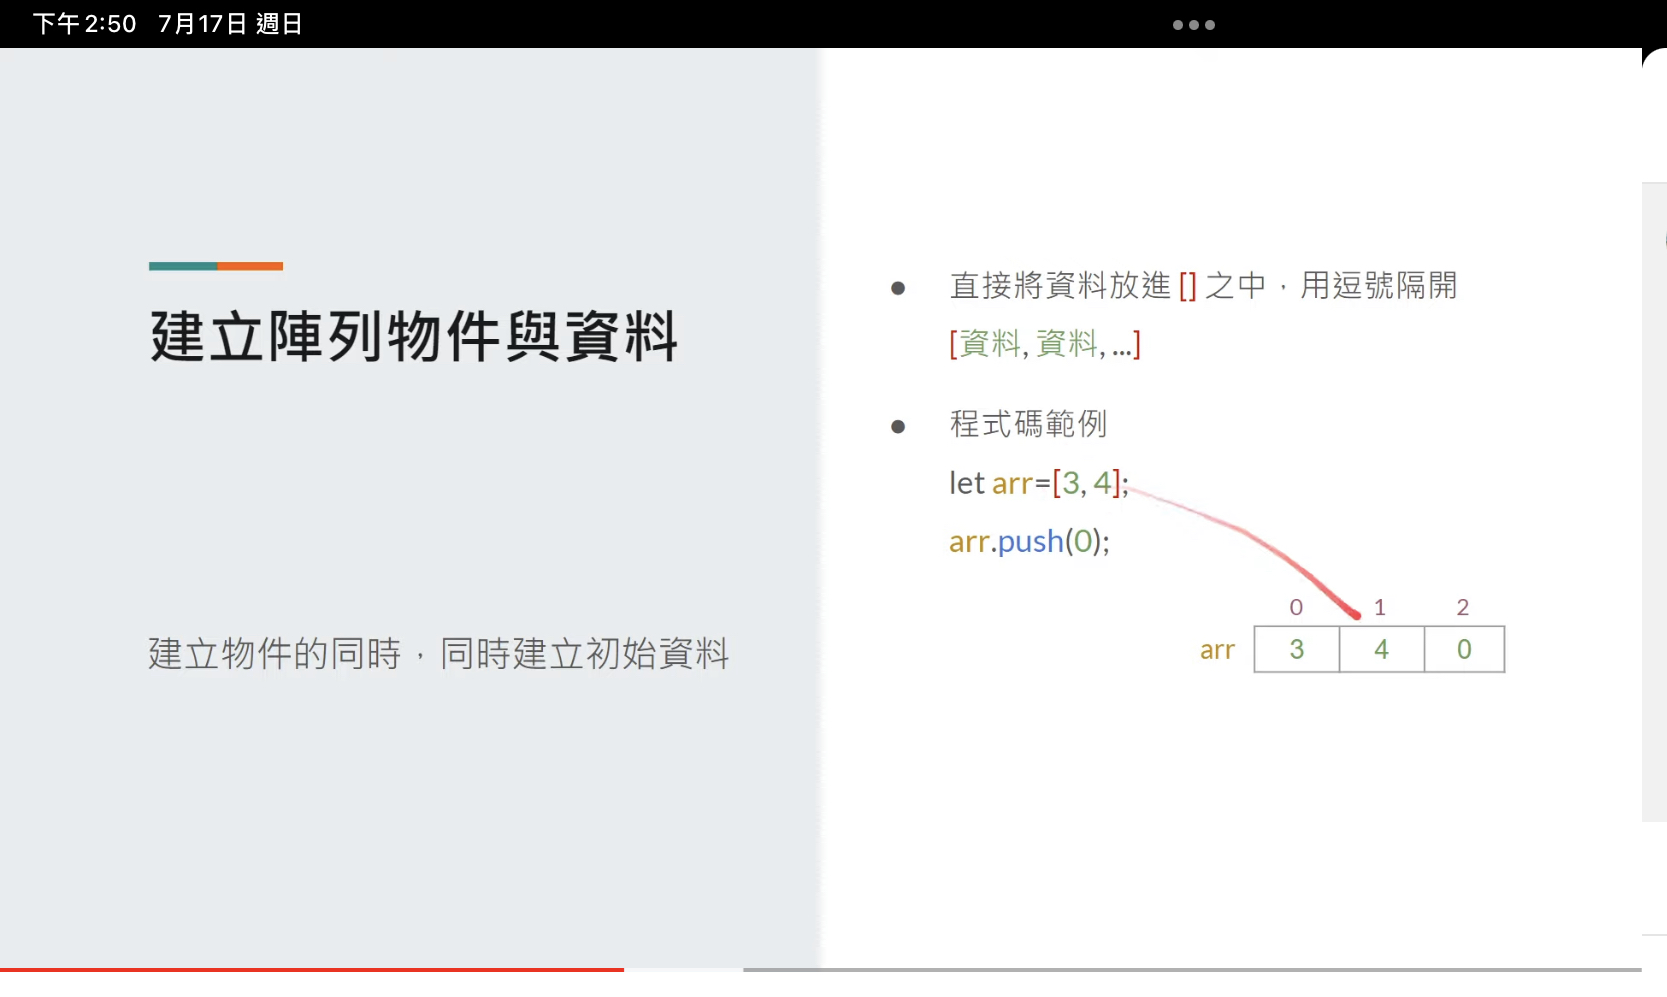 下午2:50 7月17日 週日
建立陣列物件與資料
建立物件的同時，同時建立初始資料
● 直接將資料放進 [] 之中，用逗號隔開
[資料, 資料, ...]
● 程式碼範例
let arr=[3, 4];
arr.push(0);
0 1 2
arr 3 4 0